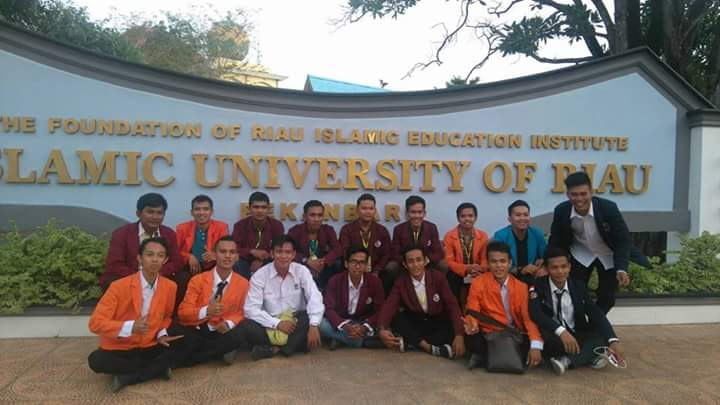 THE FOUNDATION OF RIAU ISLAMIC EDUCATION INSTITUTE
ISLAMIC UNIVERSITY OF RIAU
PEKANBARU